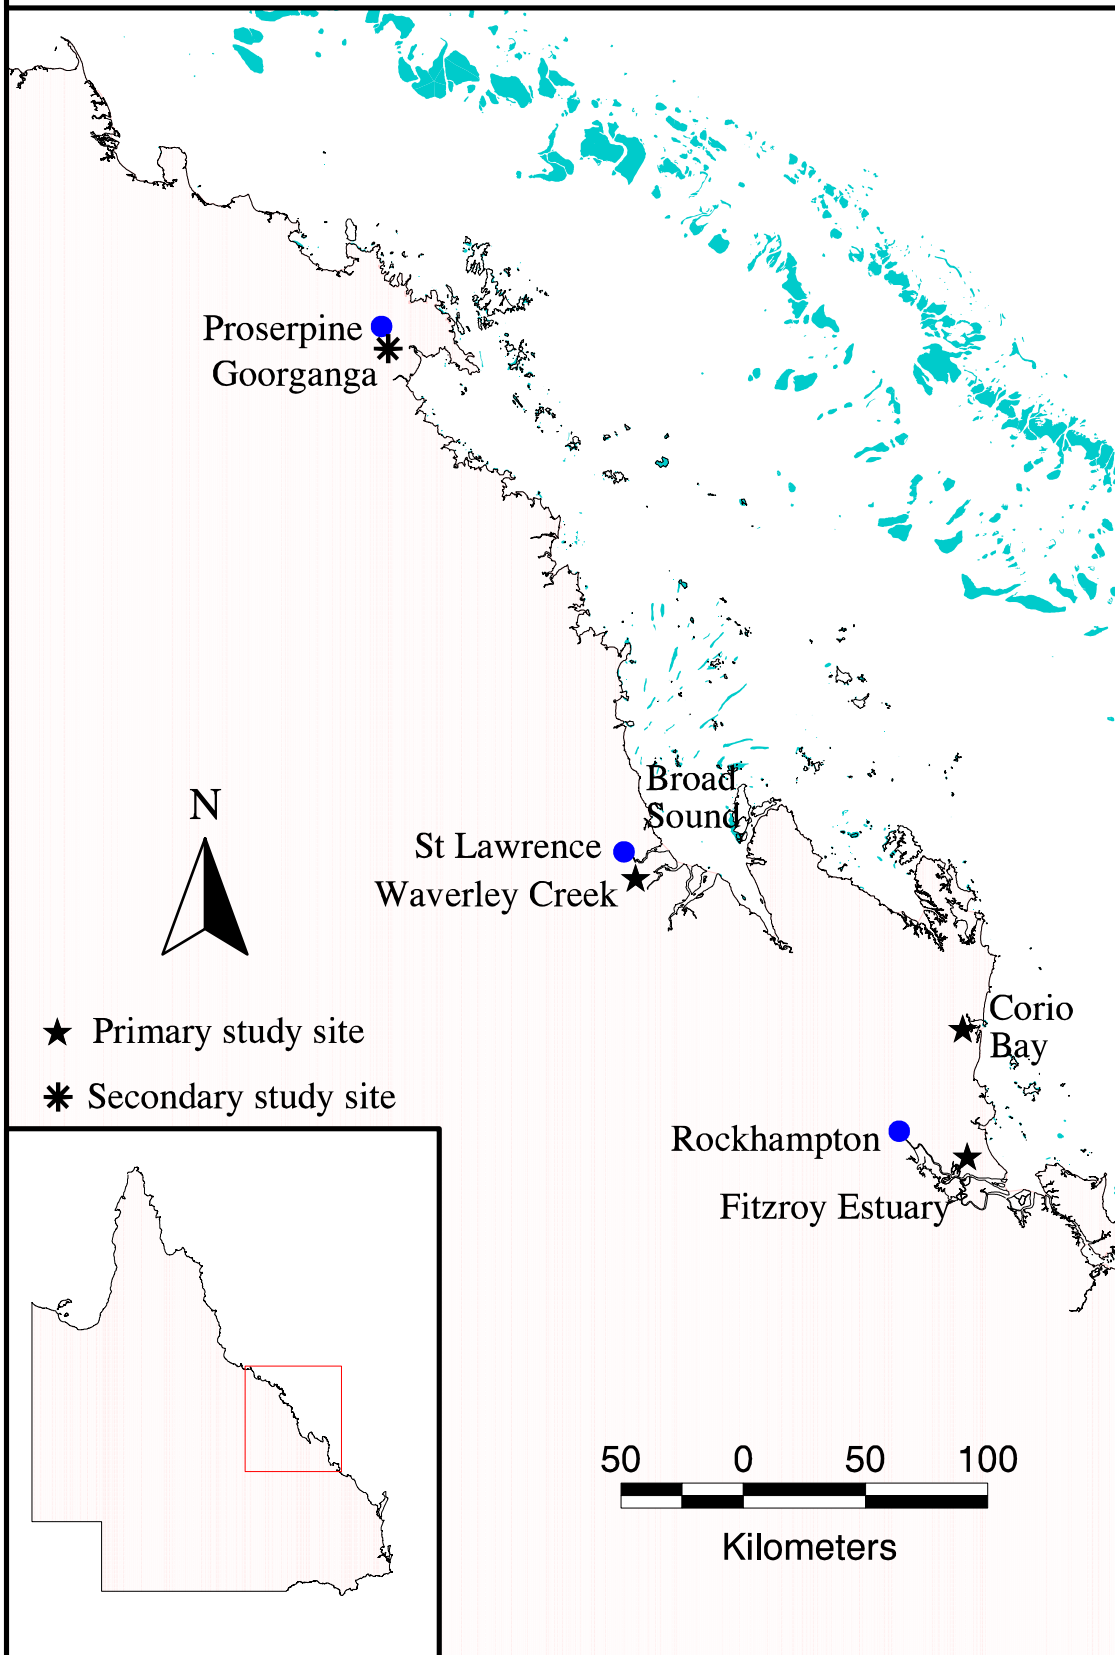 Proserpine
Goorganga
Broad
Sound
N
St Lawrence
Waverley Creek
Corio
Bay
Primary study site
Secondary study site
Rockhampton
Fitzroy Estuary
50 0 50 100
Kilometers